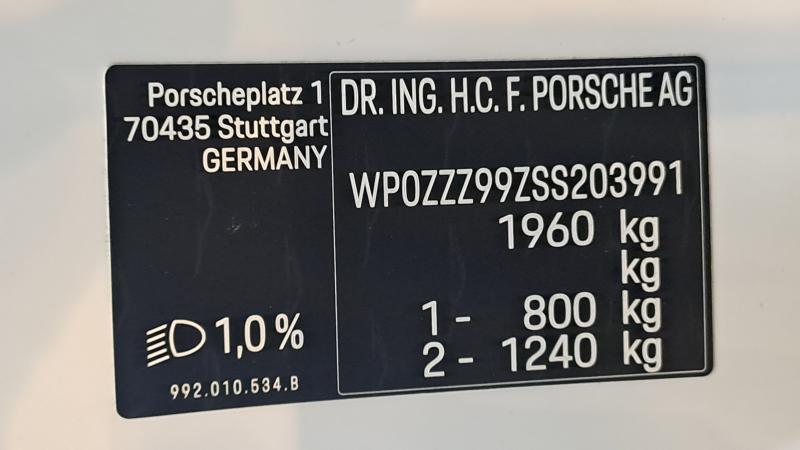 Porscheplatz 1
70435 Stuttgart
GERMANY
1,0 %
992.010.534.B
DR. ING. H.C. F. PORSCHE AG
WP0ZZZ99ZSS203991
1960 kg
kg
1 - 800 kg
2 - 1240 kg